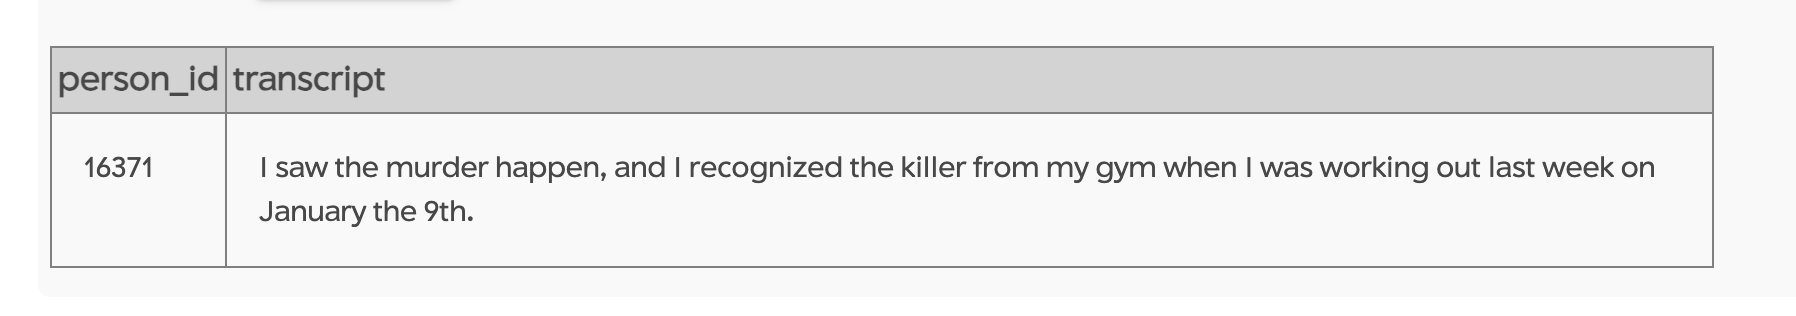 person_id transcript
16371 I saw the murder happen, and I recognized the killer from my gym when I was working out last week on
January the 9th.